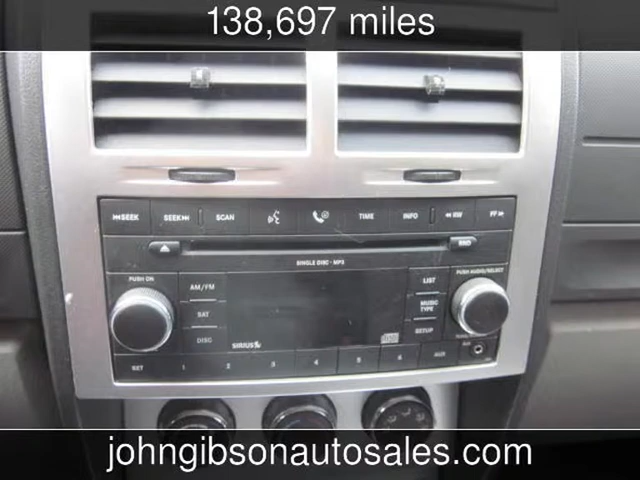 138,697 miles
SEEK SEEK SCAN TIME INFO RW FF
RND
SINGLE DISC - MP3
PUSH ON
PUSH AUDIO/SELECT
AM/FM
LIST
SAT
MUSIC TYPE
DISC
SIRIUS
SETUP
SET 1 2 3 4 5 6 AUX
johngibsonautosales.com